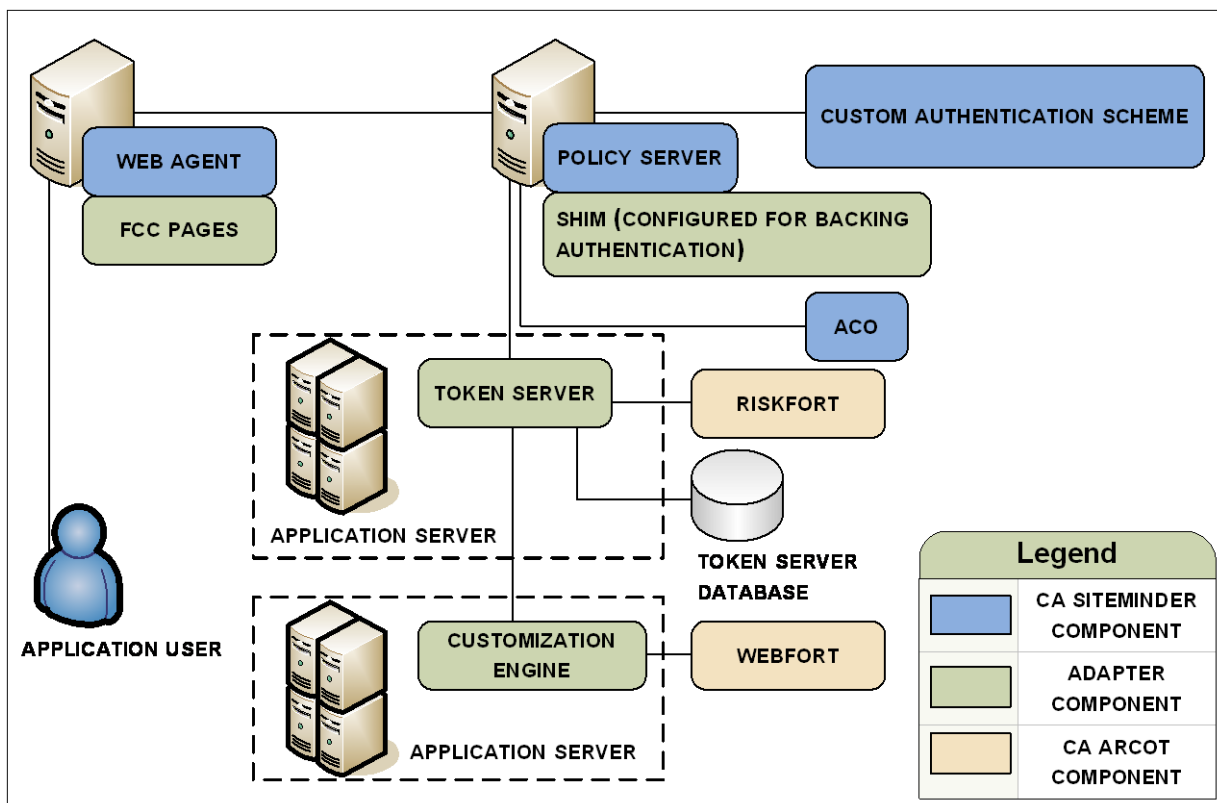 CUSTOM AUTHENTICATION SCHEME
WEB AGENT
POLICY SERVER
FCC PAGES
SHIM (CONFIGURED FOR BACKING
AUTHENTICATION)
ACO
TOKEN SERVER
RISKFORT
APPLICATION SERVER
TOKEN SERVER
DATABASE
APPLICATION USER
CUSTOMIZATION
ENGINE
WEBFORT
APPLICATION SERVER
Legend
CA SITEMINDER
COMPONENT
ADAPTER
COMPONENT
CA ARCOT
COMPONENT